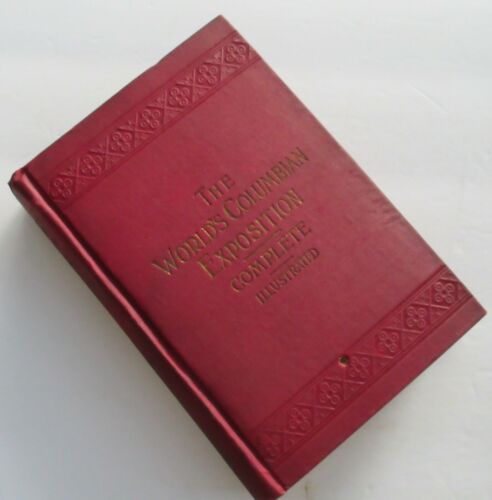 THE
WORLD'S COLUMBIAN
EXPOSITION
COMPLETE
ILLUSTRATED